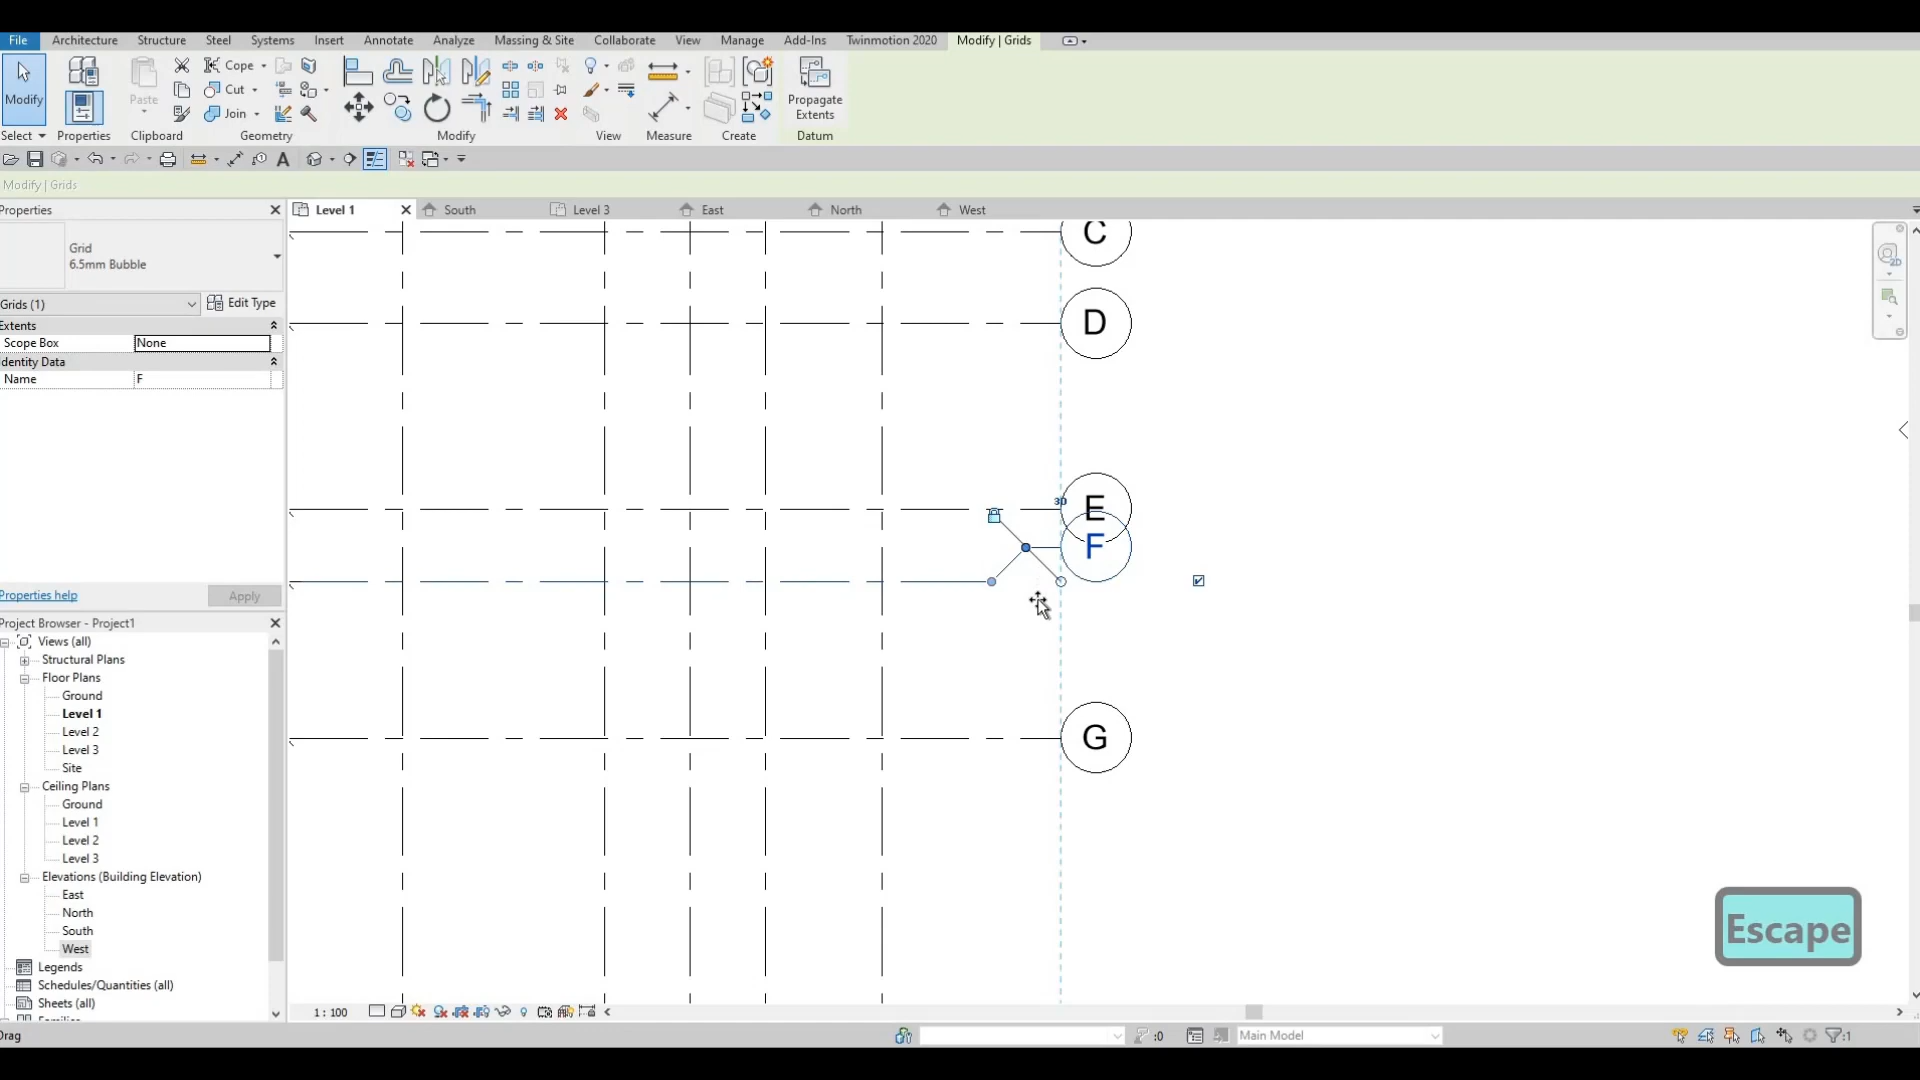 File Architecture Structure Steel Systems Insert Annotate Analyze Massing & Site Collaborate View Manage Add-Ins Twinmotion 2020 Modify | Grids
Modify Paste Cope Cut Join Propagate Extents
Select Properties Clipboard Geometry Modify View Measure Create Datum
Modify | Grids
Properties
Level 1 South Level 3 East North West
Grid
6.5mm Bubble
Grids (1) Edit Type
Extents
Scope Box None
Identity Data
Name F
C
D
3D
E
F
G
Properties help Apply
Project Browser - Project1
Views (all)
Structural Plans
Floor Plans
Ground
Level 1
Level 2
Level 3
Site
Ceiling Plans
Ground
Level 1
Level 2
Level 3
Elevations (Building Elevation)
East
North
South
West
Legends
Schedules/Quantities (all)
Sheets (all)
Escape
1 : 100
Drag :0 Main Model :1